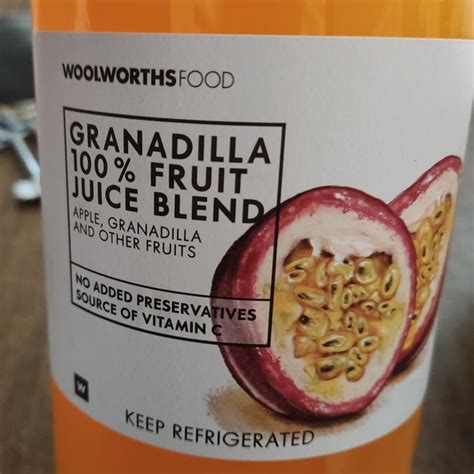 WOOLWORTHSFOOD
GRANADILLA
100% FRUIT
JUICE BLEND
APPLE, GRANADILLA
AND OTHER FRUITS
NO ADDED PRESERVATIVES
SOURCE OF VITAMIN C
W
KEEP REFRIGERATED